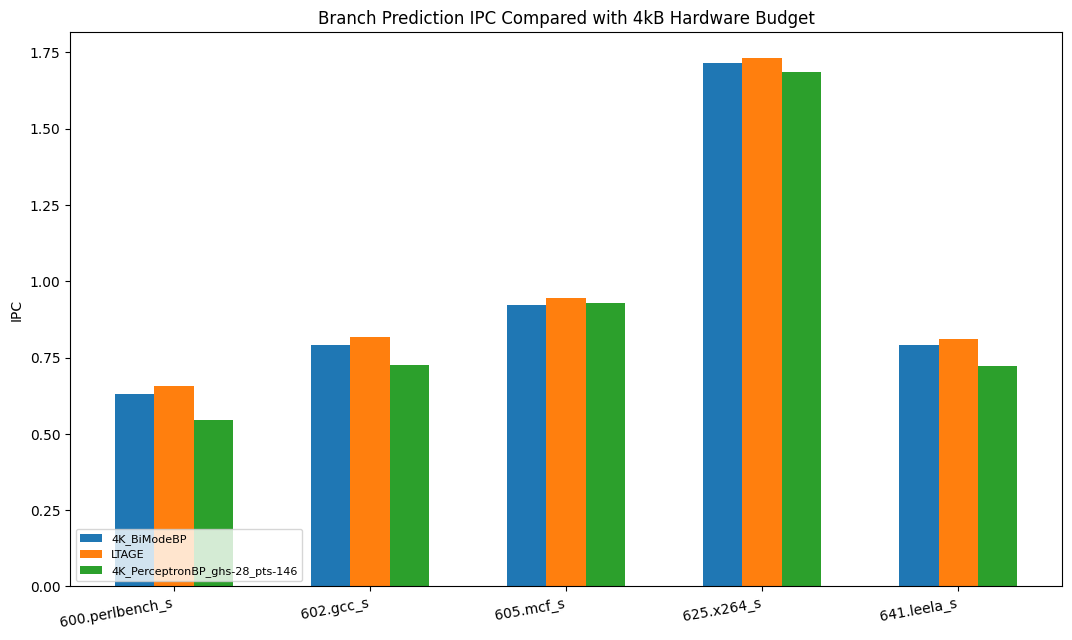 Branch Prediction IPC Compared with 4kB Hardware Budget
1.75
1.50
1.25
1.00
0.75
0.50
0.25
0.00
IPC
4K_BiModeBP
LTAGE
4K_PerceptronBP_ghs-28_pts-146
600.perlbench_s
602.gcc_s
605.mcf_s
625.x264_s
641.leela_s